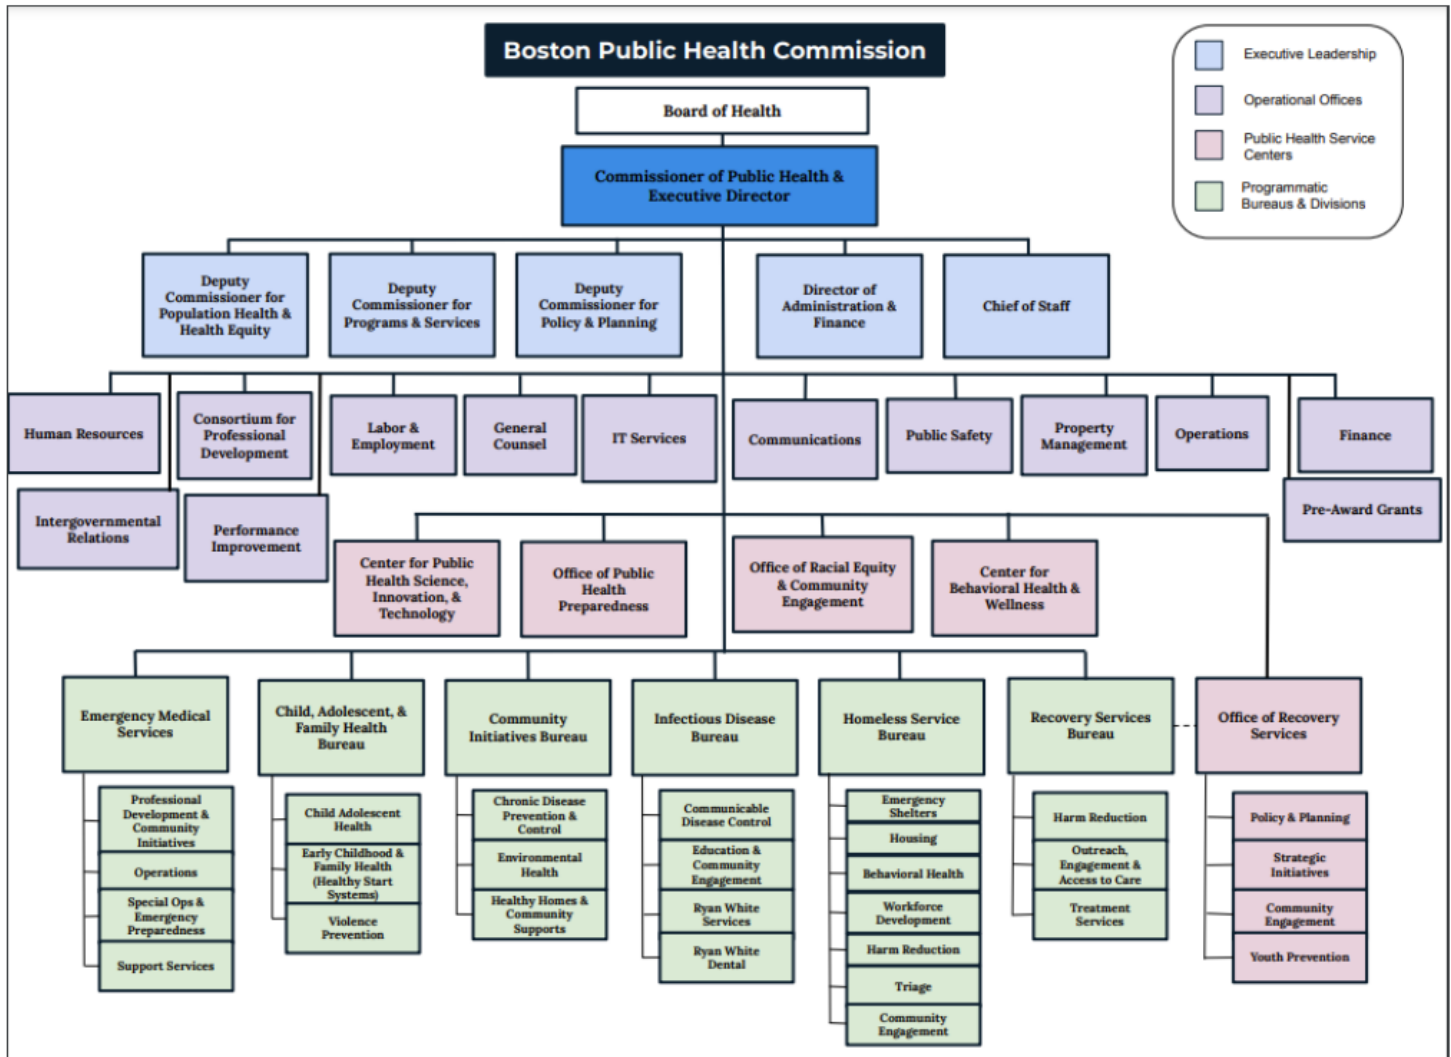 Boston Public Health Commission
Executive Leadership
Operational Offices
Public Health Service
Centers
Programmatic
Bureaus & Divisions
Board of Health
Commissioner of Public Health &
Executive Director
Deputy
Commissioner for
Population Health &
Health Equity
Deputy
Commissioner for
Programs & Services
Deputy
Commissioner for
Policy & Planning
Director of
Administration &
Finance
Chief of Staff
Human Resources
Consortium for
Professional
Development
Labor &
Employment
General
Counsel
IT Services
Communications
Public Safety
Property
Management
Operations
Finance
Intergovernmental
Relations
Performance
Improvement
Pre-Award Grants
Center for Public
Health Science,
Innovation, &
Technology
Office of Public
Health
Preparedness
Office of Racial Equity
& Community
Engagement
Center for
Behavioral Health &
Wellness
Emergency Medical
Services
Child, Adolescent, &
Family Health
Bureau
Community
Initiatives Bureau
Infectious Disease
Bureau
Homeless Service
Bureau
Recovery Services
Bureau
Office of Recovery
Services
Professional
Development &
Community
Initiatives
Operations
Special Ops &
Emergency
Preparedness
Support Services
Child Adolescent
Health
Early Childhood &
Family Health
(Healthy Start
Systems)
Violence
Prevention
Chronic Disease
Prevention &
Control
Environmental
Health
Healthy Homes &
Community
Supports
Communicable
Disease Control
Education &
Community
Engagement
Ryan White
Services
Ryan White
Dental
Emergency
Shelters
Housing
Behavioral Health
Workforce
Development
Harm Reduction
Triage
Community
Engagement
Harm Reduction
Outreach,
Engagement &
Access to Care
Treatment
Services
Policy & Planning
Strategic
Initiatives
Community
Engagement
Youth Prevention